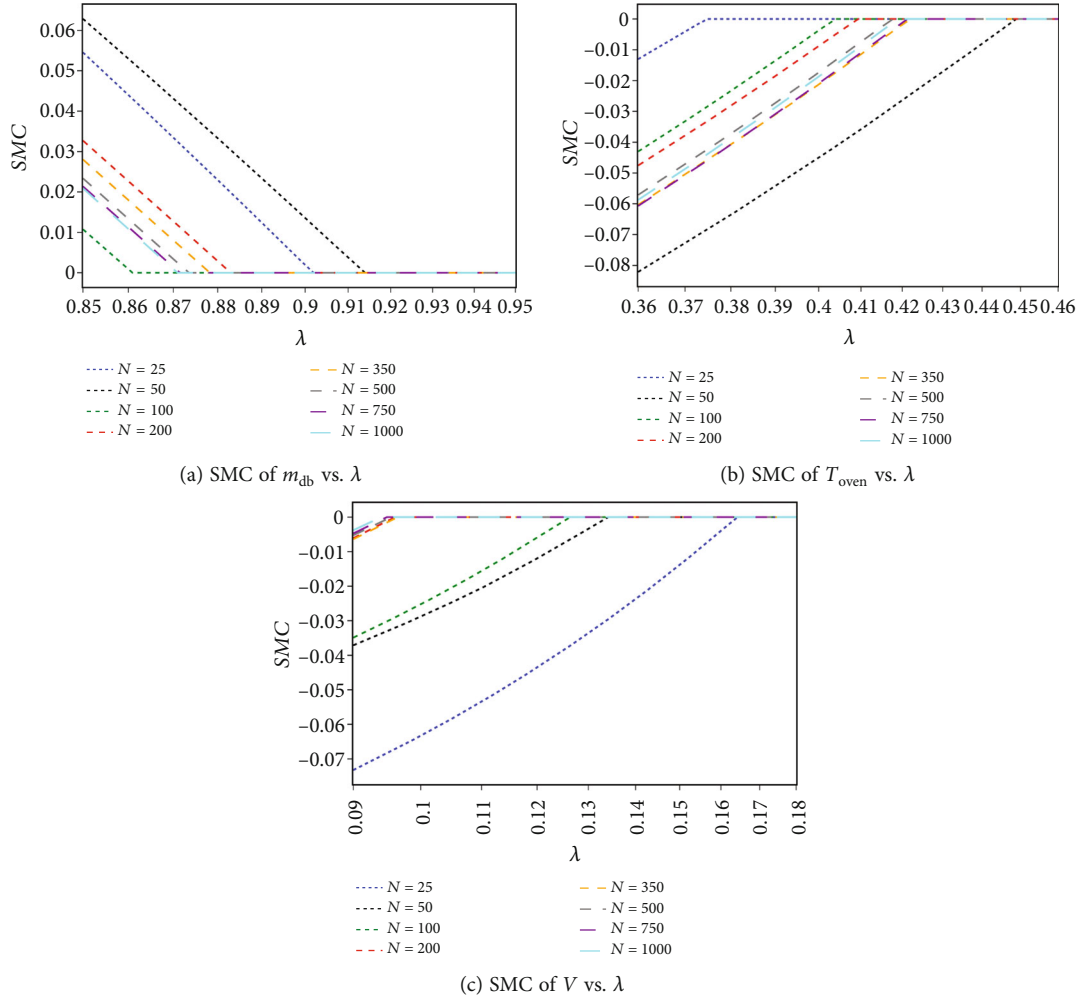 0.06
0.05
0.04
0.03
0.02
0.01
0
SMC
0.85 0.86 0.87 0.88 0.89 0.9 0.91 0.92 0.93 0.94 0.95
λ
N = 25
N = 50
N = 100
N = 200
N = 350
N = 500
N = 750
N = 1000
(a) SMC of m_db vs. λ
0
−0.01
−0.02
−0.03
−0.04
−0.05
−0.06
−0.07
−0.08
SMC
0.36 0.37 0.38 0.39 0.4 0.41 0.42 0.43 0.44 0.45 0.46
λ
N = 25
N = 50
N = 100
N = 200
N = 350
N = 500
N = 750
N = 1000
(b) SMC of T_oven vs. λ
0
−0.01
−0.02
−0.03
−0.04
−0.05
−0.06
−0.07
SMC
0.09 0.1 0.11 0.12 0.13 0.14 0.15 0.16 0.17 0.18
λ
N = 25
N = 50
N = 100
N = 200
N = 350
N = 500
N = 750
N = 1000
(c) SMC of V vs. λ